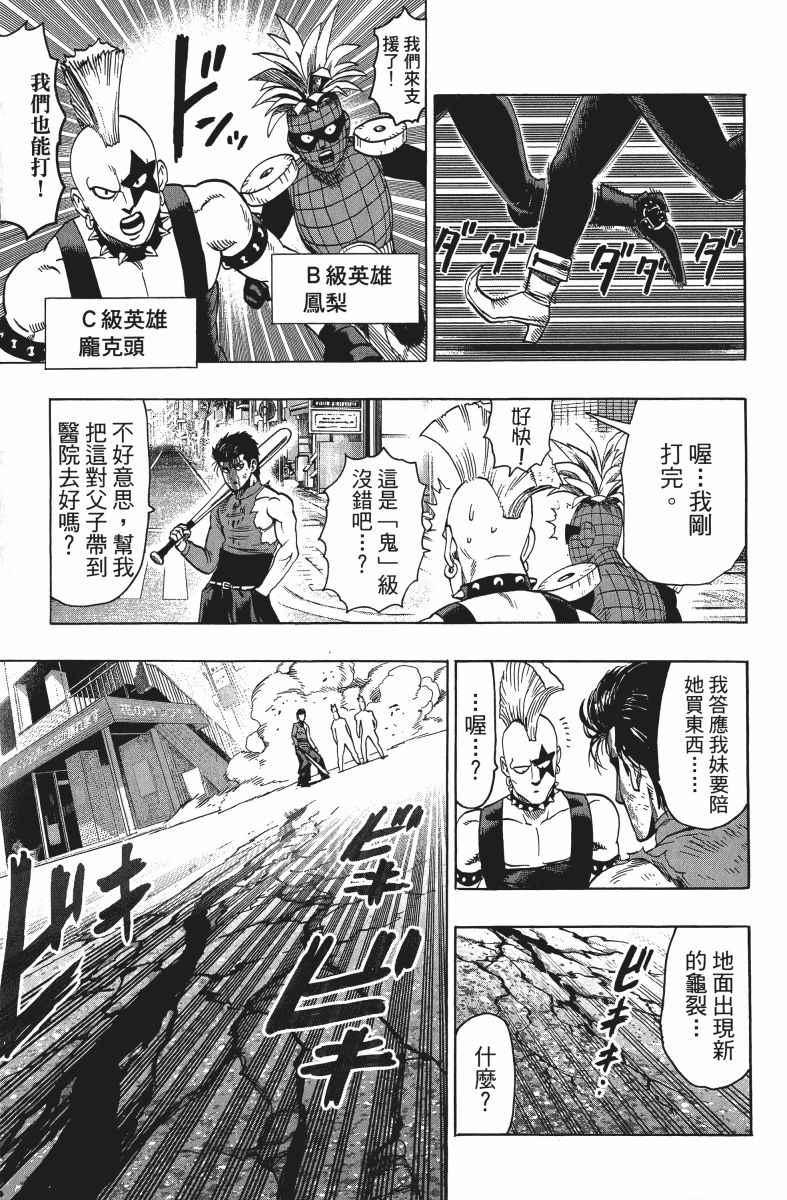 ダダ
ダダダ
我們來支
援了！
ドドン
我們也能打！
B級英雄
鳳梨
C級英雄
龐克頭
喔…我剛
打完。
好快！
這是「鬼」級
沒錯吧…？
不好意思，幫我
把這對父子帶到
醫院去好嗎？
我答應我妹要陪
她買東西……
……喔…？
地面出現新
的龜裂…
ビキ…
什麼？
ビキ
ビキ
ビキ
ビキ